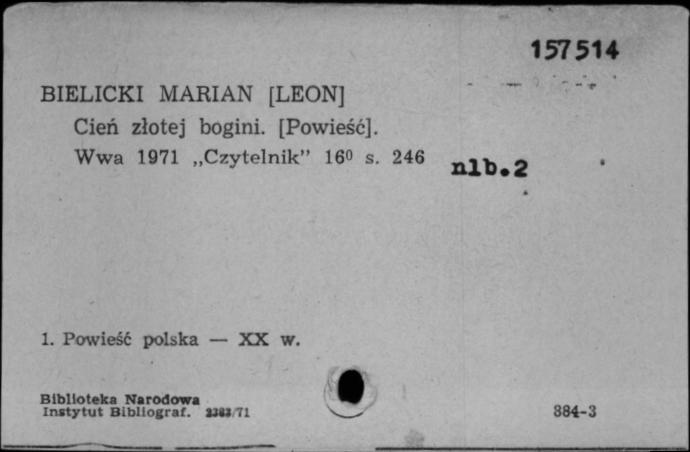 157514
BIELICKI MARIAN [LEON]
Cień złotej bogini. [Powieść].
Wwa 1971 „Czytelnik” 16⁰ s. 246 nlb.2
1. Powieść polska — XX w.
Biblioteka Narodowa
Instytut Bibliograf. 2383/71
884-3